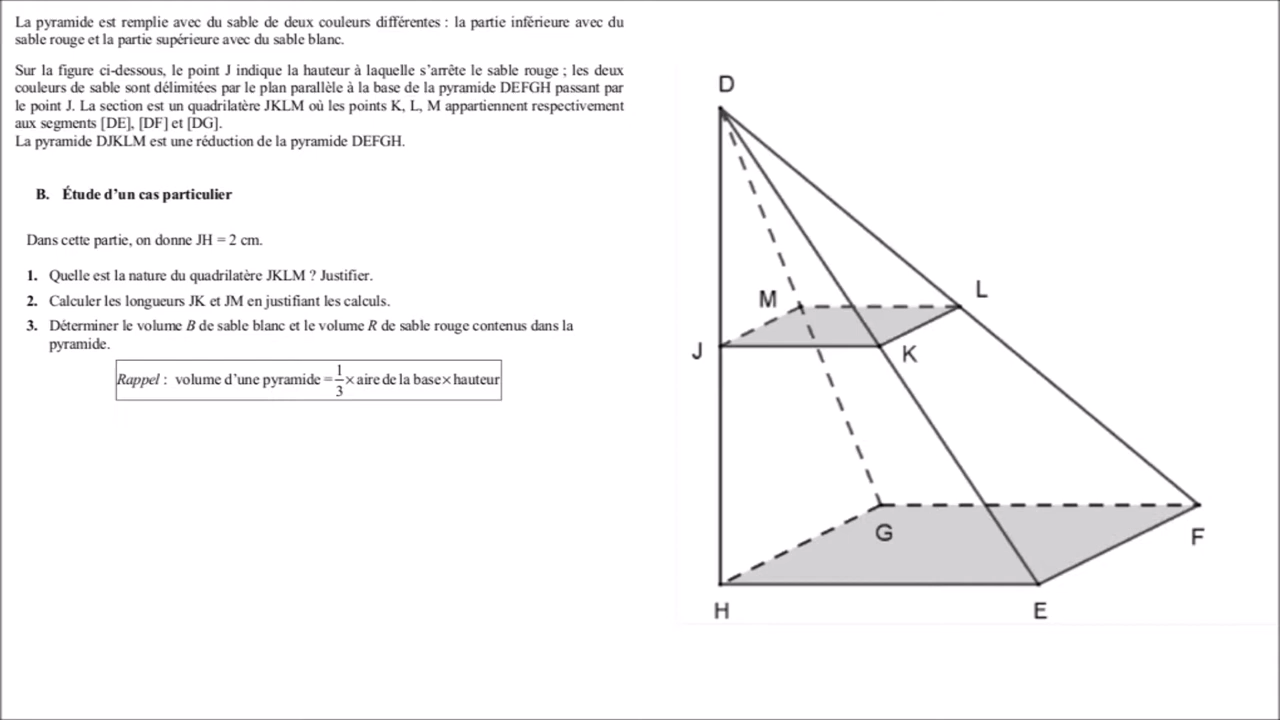 La pyramide est remplie avec du sable de deux couleurs différentes : la partie inférieure avec du
sable rouge et la partie supérieure avec du sable blanc.
Sur la figure ci-dessous, le point J indique la hauteur à laquelle s'arrête le sable rouge ; les deux
couleurs de sable sont délimitées par le plan parallèle à la base de la pyramide DEFGH passant par
le point J. La section est un quadrilatère JKLM où les points K, L, M appartiennent respectivement
aux segments [DE], [DF] et [DG].
La pyramide DJKLM est une réduction de la pyramide DEFGH.
B. Étude d'un cas particulier
Dans cette partie, on donne JH = 2 cm.
1. Quelle est la nature du quadrilatère JKLM ? Justifier.
2. Calculer les longueurs JK et JM en justifiant les calculs.
3. Déterminer le volume B de sable blanc et le volume R de sable rouge contenus dans la
pyramide.
Rappel : volume d'une pyramide = 1/3 × aire de la base × hauteur
D
L
M
J
K
G
F
H
E